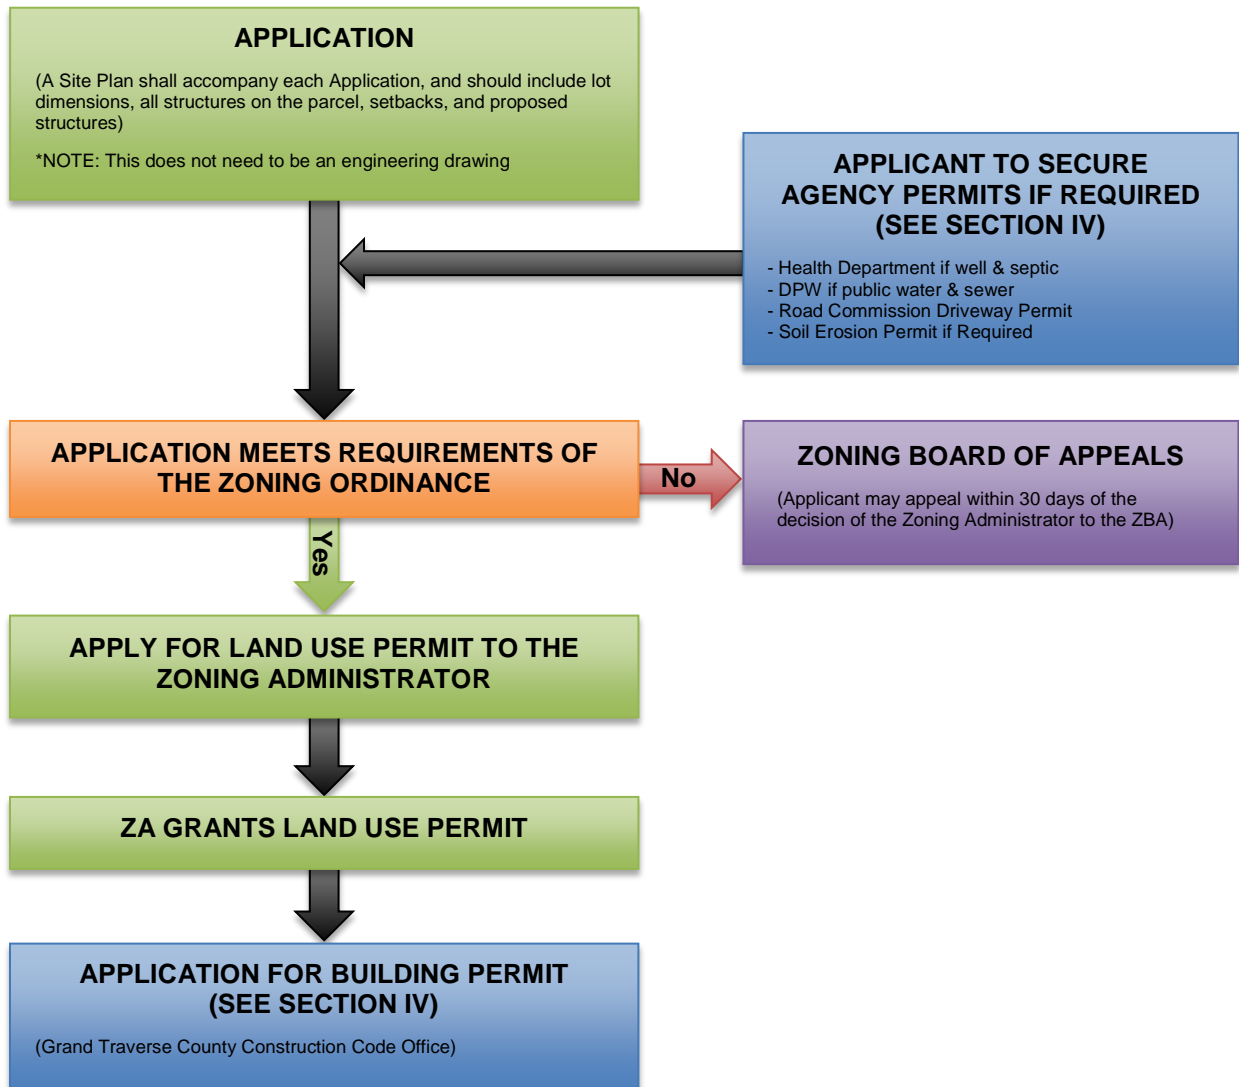 APPLICATION
(A Site Plan shall accompany each Application, and should include lot
dimensions, all structures on the parcel, setbacks, and proposed
structures)
*NOTE: This does not need to be an engineering drawing
APPLICANT TO SECURE
AGENCY PERMITS IF REQUIRED
(SEE SECTION IV)
- Health Department if well & septic
- DPW if public water & sewer
- Road Commission Driveway Permit
- Soil Erosion Permit if Required
APPLICATION MEETS REQUIREMENTS OF
THE ZONING ORDINANCE
No
ZONING BOARD OF APPEALS
(Applicant may appeal within 30 days of the
decision of the Zoning Administrator to the ZBA)
Yes
APPLY FOR LAND USE PERMIT TO THE
ZONING ADMINISTRATOR
ZA GRANTS LAND USE PERMIT
APPLICATION FOR BUILDING PERMIT
(SEE SECTION IV)
(Grand Traverse County Construction Code Office)